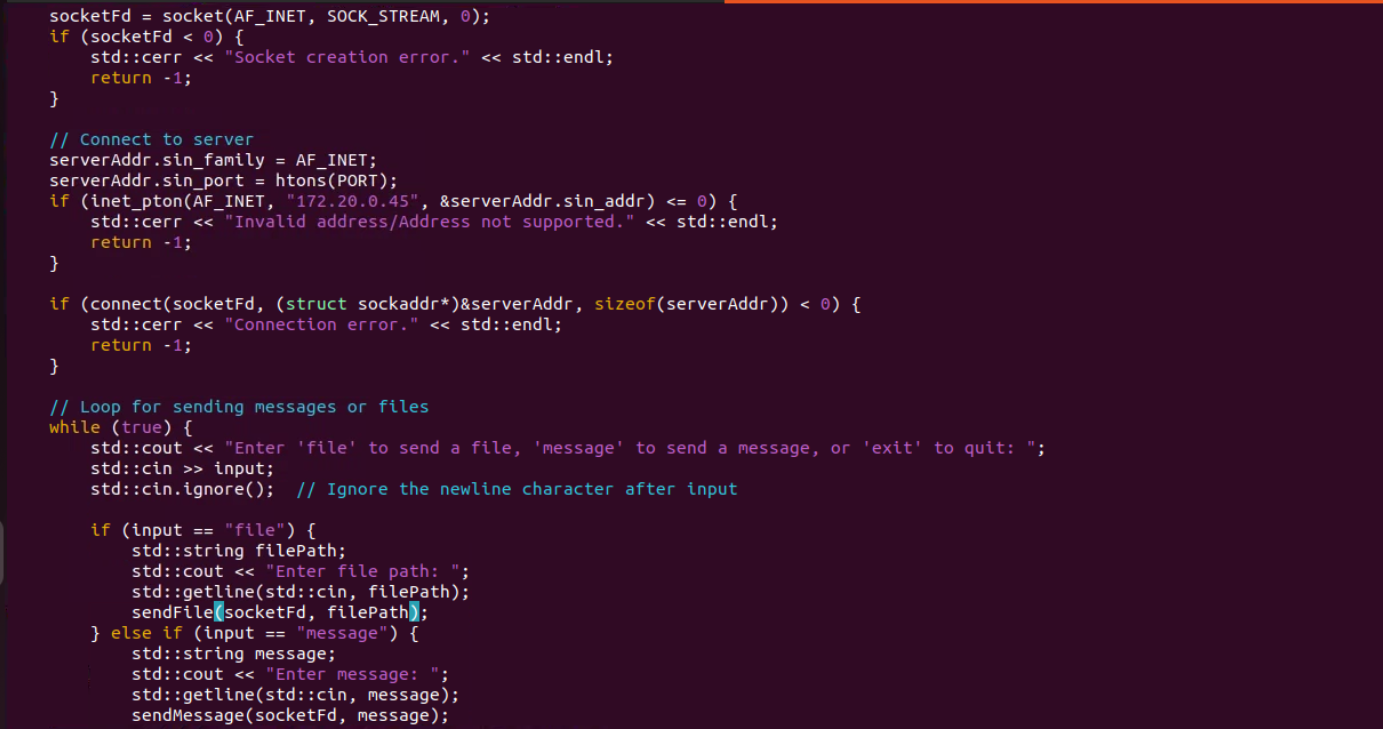 socketFd = socket(AF_INET, SOCK_STREAM, 0);
if (socketFd < 0) {
    std::cerr << "Socket creation error." << std::endl;
    return -1;
}

// Connect to server
serverAddr.sin_family = AF_INET;
serverAddr.sin_port = htons(PORT);
if (inet_pton(AF_INET, "172.20.0.45", &serverAddr.sin_addr) <= 0) {
    std::cerr << "Invalid address/Address not supported." << std::endl;
    return -1;
}

if (connect(socketFd, (struct sockaddr*)&serverAddr, sizeof(serverAddr)) < 0) {
    std::cerr << "Connection error." << std::endl;
    return -1;
}

// Loop for sending messages or files
while (true) {
    std::cout << "Enter 'file' to send a file, 'message' to send a message, or 'exit' to quit: ";
    std::cin >> input;
    std::cin.ignore();  // Ignore the newline character after input

    if (input == "file") {
        std::string filePath;
        std::cout << "Enter file path: ";
        std::getline(std::cin, filePath);
        sendFile(socketFd, filePath);
    } else if (input == "message") {
        std::string message;
        std::cout << "Enter message: ";
        std::getline(std::cin, message);
        sendMessage(socketFd, message);